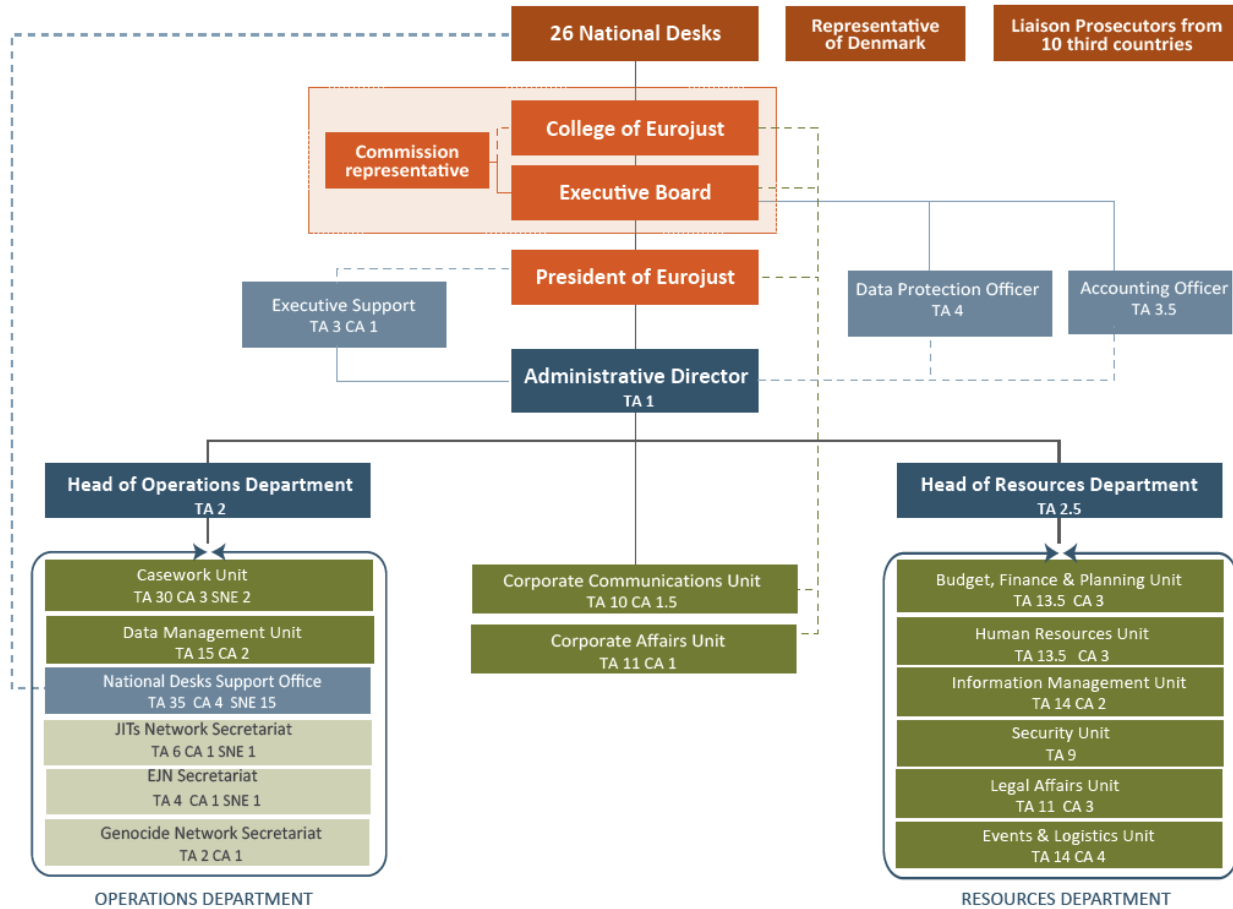 26 National Desks
Representative
of Denmark
Liaison Prosecutors from
10 third countries
College of Eurojust
Commission
representative
Executive Board
President of Eurojust
Executive Support
TA 3 CA 1
Data Protection Officer
TA 4
Accounting Officer
TA 3.5
Administrative Director
TA 1
Head of Operations Department
TA 2
Head of Resources Department
TA 2.5
Casework Unit
TA 30 CA 3 SNE 2
Data Management Unit
TA 15 CA 2
National Desks Support Office
TA 35 CA 4 SNE 15
JITs Network Secretariat
TA 6 CA 1 SNE 1
EJN Secretariat
TA 4 CA 1 SNE 1
Genocide Network Secretariat
TA 2 CA 1
OPERATIONS DEPARTMENT
Corporate Communications Unit
TA 10 CA 1.5
Corporate Affairs Unit
TA 11 CA 1
Budget, Finance & Planning Unit
TA 13.5 CA 3
Human Resources Unit
TA 13.5 CA 3
Information Management Unit
TA 14 CA 2
Security Unit
TA 9
Legal Affairs Unit
TA 11 CA 3
Events & Logistics Unit
TA 14 CA 4
RESOURCES DEPARTMENT